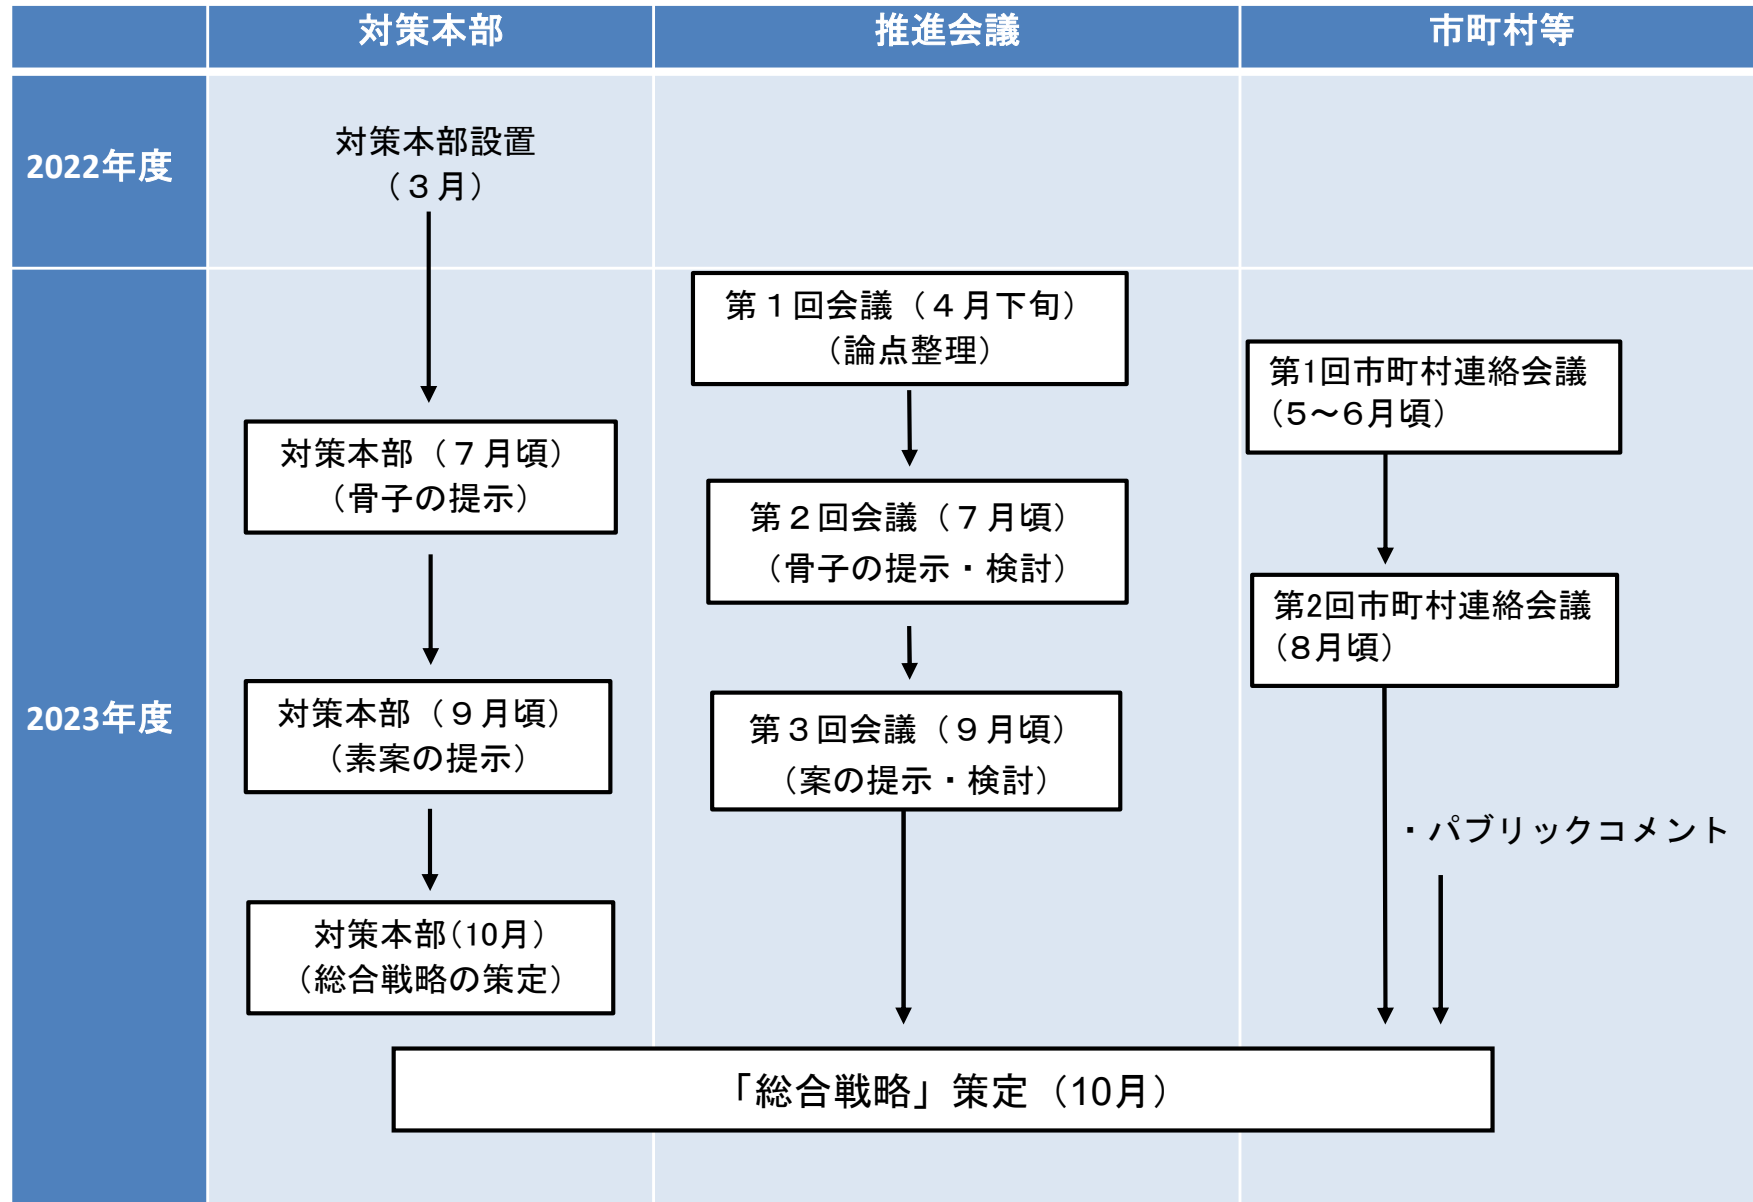 対策本部
推進会議
市町村等
2022年度
対策本部設置
（３月）
2023年度
対策本部（７月頃）
（骨子の提示）
対策本部（９月頃）
（素案の提示）
対策本部(10月)
（総合戦略の策定）
第１回会議（４月下旬）
（論点整理）
第２回会議（７月頃）
（骨子の提示・検討）
第３回会議（９月頃）
（案の提示・検討）
第1回市町村連絡会議
（5～6月頃）
第2回市町村連絡会議
（8月頃）
・パブリックコメント
「総合戦略」策定（10月）